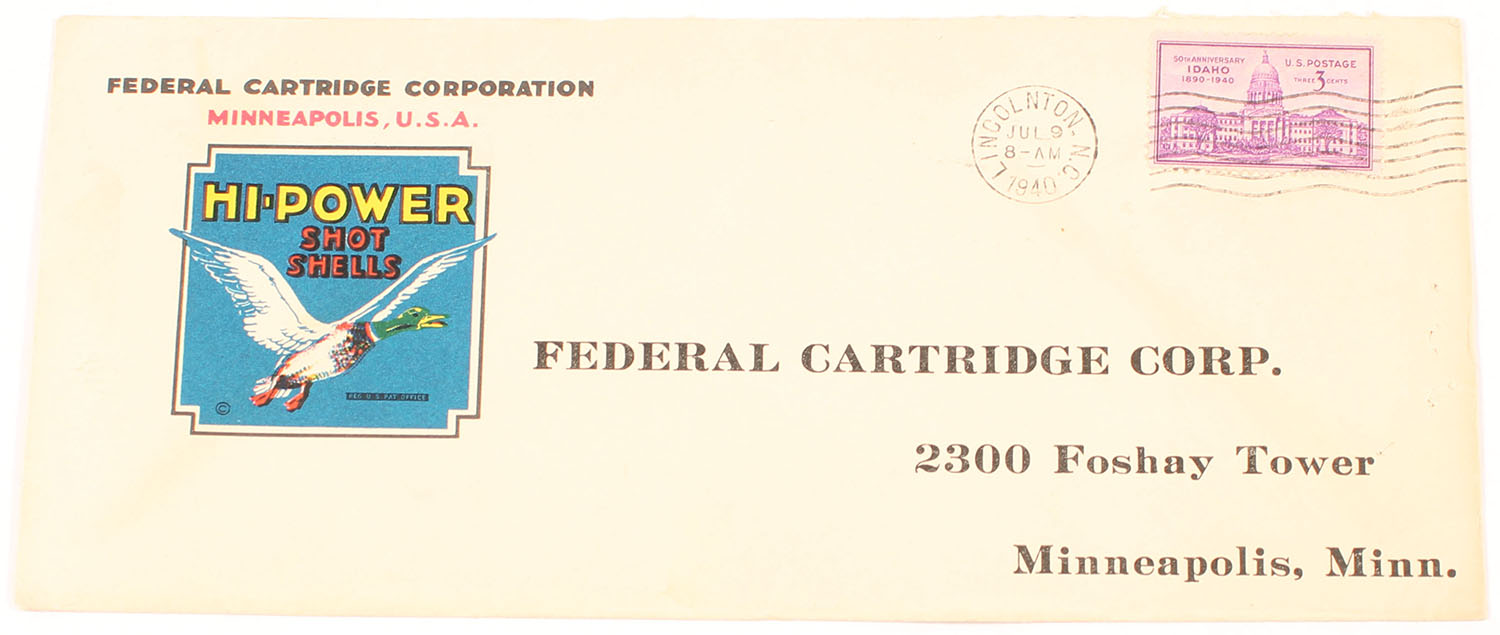 FEDERAL CARTRIDGE CORPORATION
MINNEAPOLIS, U.S.A.
HI-POWER
SHOT
SHELLS
REG. U.S. PAT. OFFICE
©
LINCOLNTON, N.C.
JUL 9
8-AM
1940
50TH ANNIVERSARY
IDAHO
1890-1940
U.S. POSTAGE
THREE 3 CENTS
FEDERAL CARTRIDGE CORP.
2300 Foshay Tower
Minneapolis, Minn.